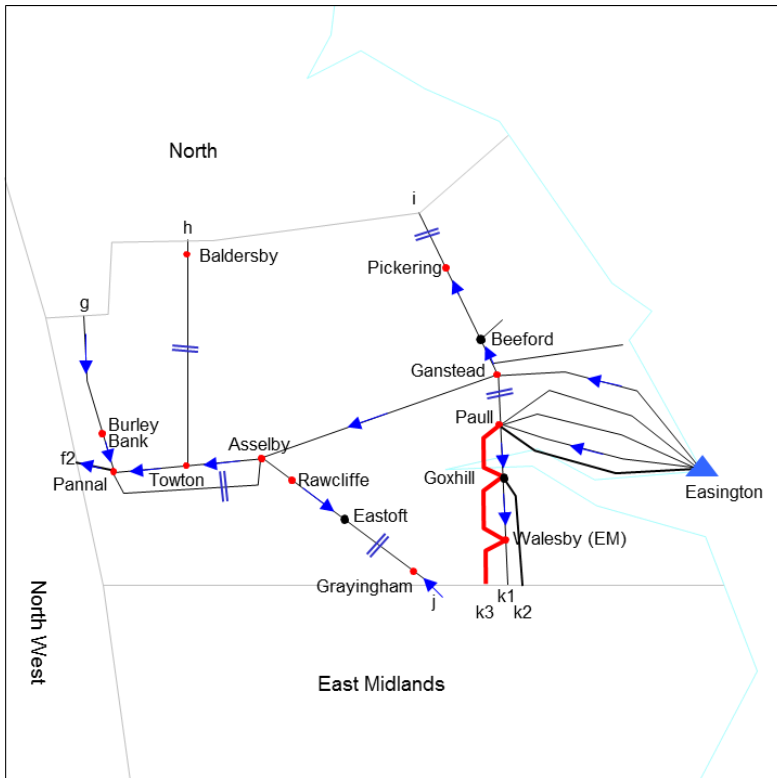 North
i
h
Baldersby
Pickering
g
Beeford
Ganstead
Burley
Bank
Paull
Asselby
f2
Pannal
Towton
Rawcliffe
Goxhill
Easington
Eastoft
Walesby (EM)
Grayingham
j
k1
k3
k2
North West
East Midlands